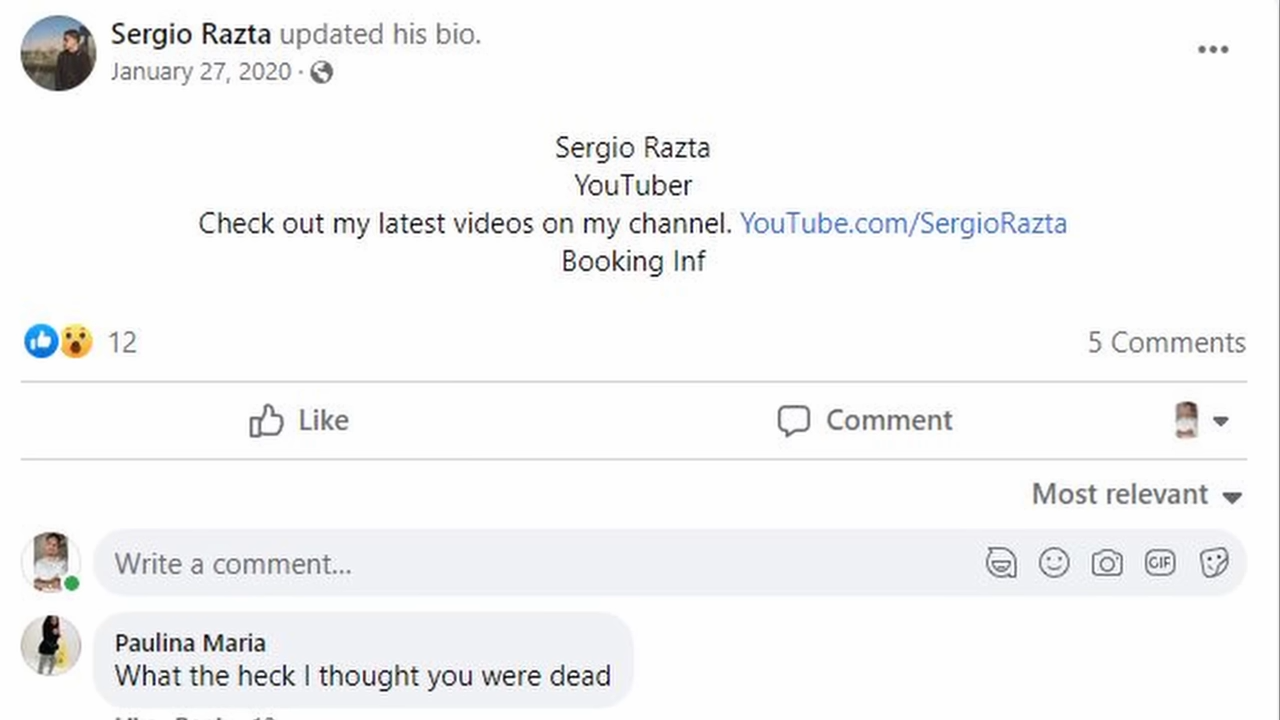 Sergio Razta updated his bio.
January 27, 2020 ·
Sergio Razta
YouTuber
Check out my latest videos on my channel. YouTube.com/SergioRazta
Booking Inf
12 5 Comments
Like Comment
Most relevant
Write a comment... GIF
Paulina Maria
What the heck I thought you were dead